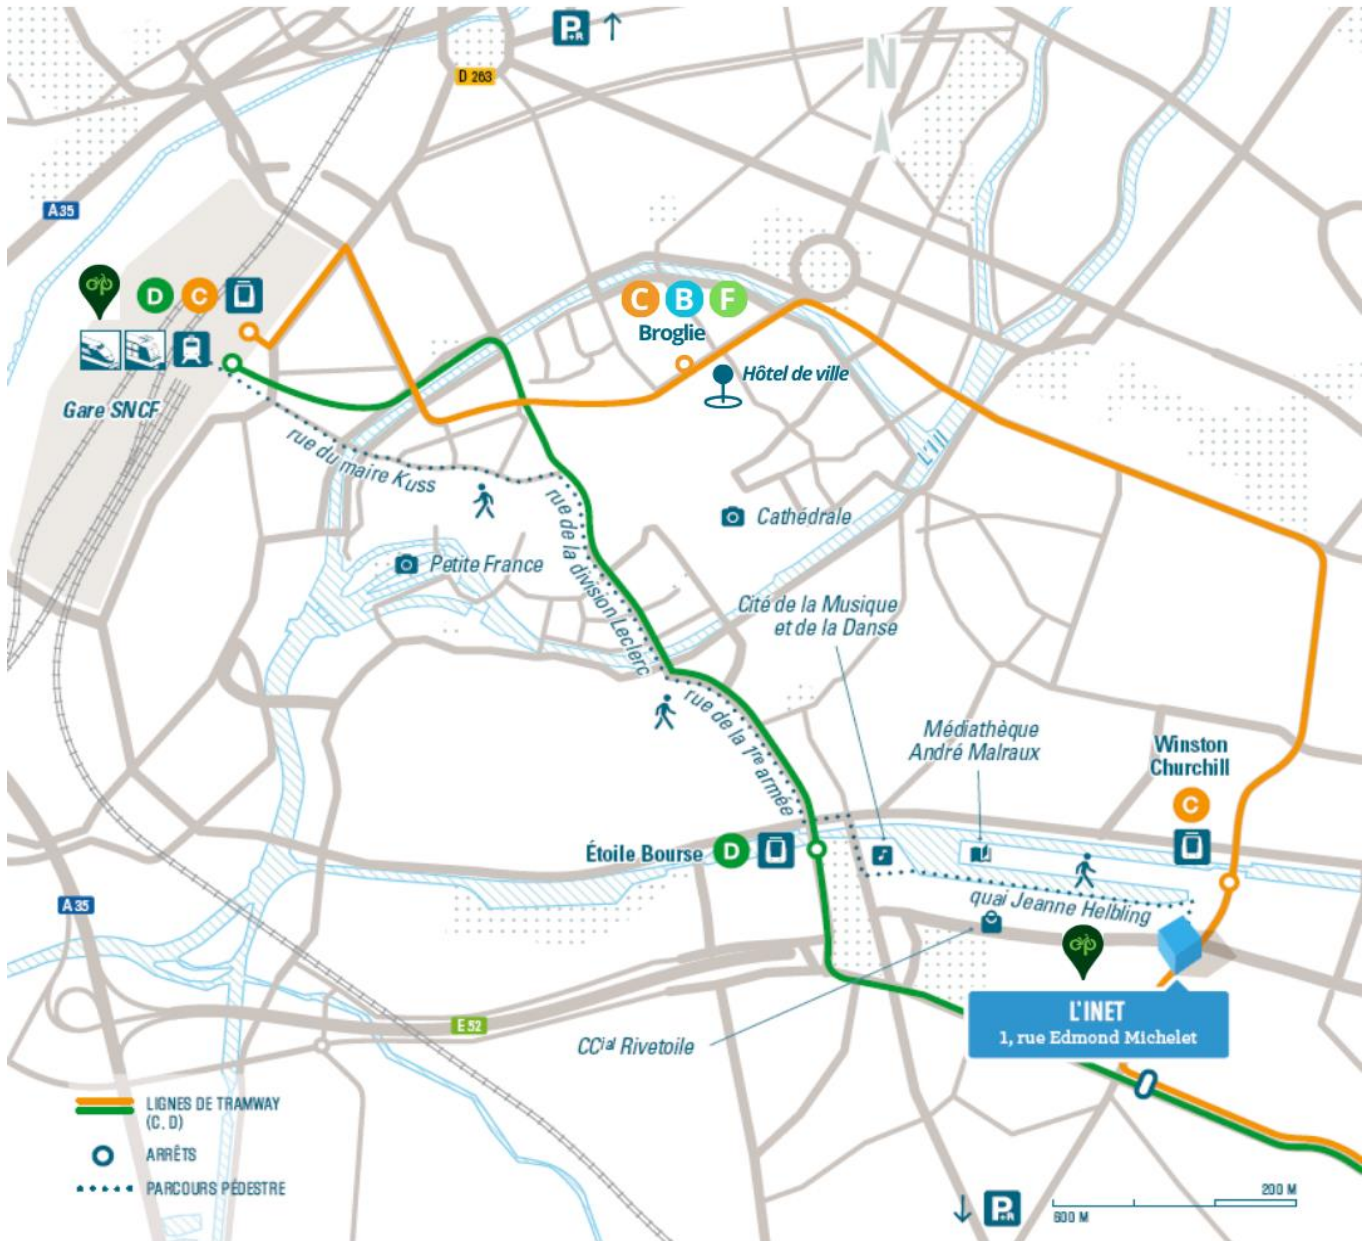 P+R
D 263
N
A35
D C
C B F
Broglie
Hôtel de ville
Gare SNCF
rue du maire Kuss
L'Ill
rue de la division Leclerc
Cathédrale
Petite France
Cité de la Musique
et de la Danse
rue de la 1re armée
Médiathèque
André Malraux
Winston
Churchill
C
Étoile Bourse D
quai Jeanne Helbling
A35
L'INET
1, rue Edmond Michelet
E 52
CCial Rivetoile
LIGNES DE TRAMWAY
(C. D)
ARRÊTS
PARCOURS PÉDESTRE
P+R
200 M
600 M